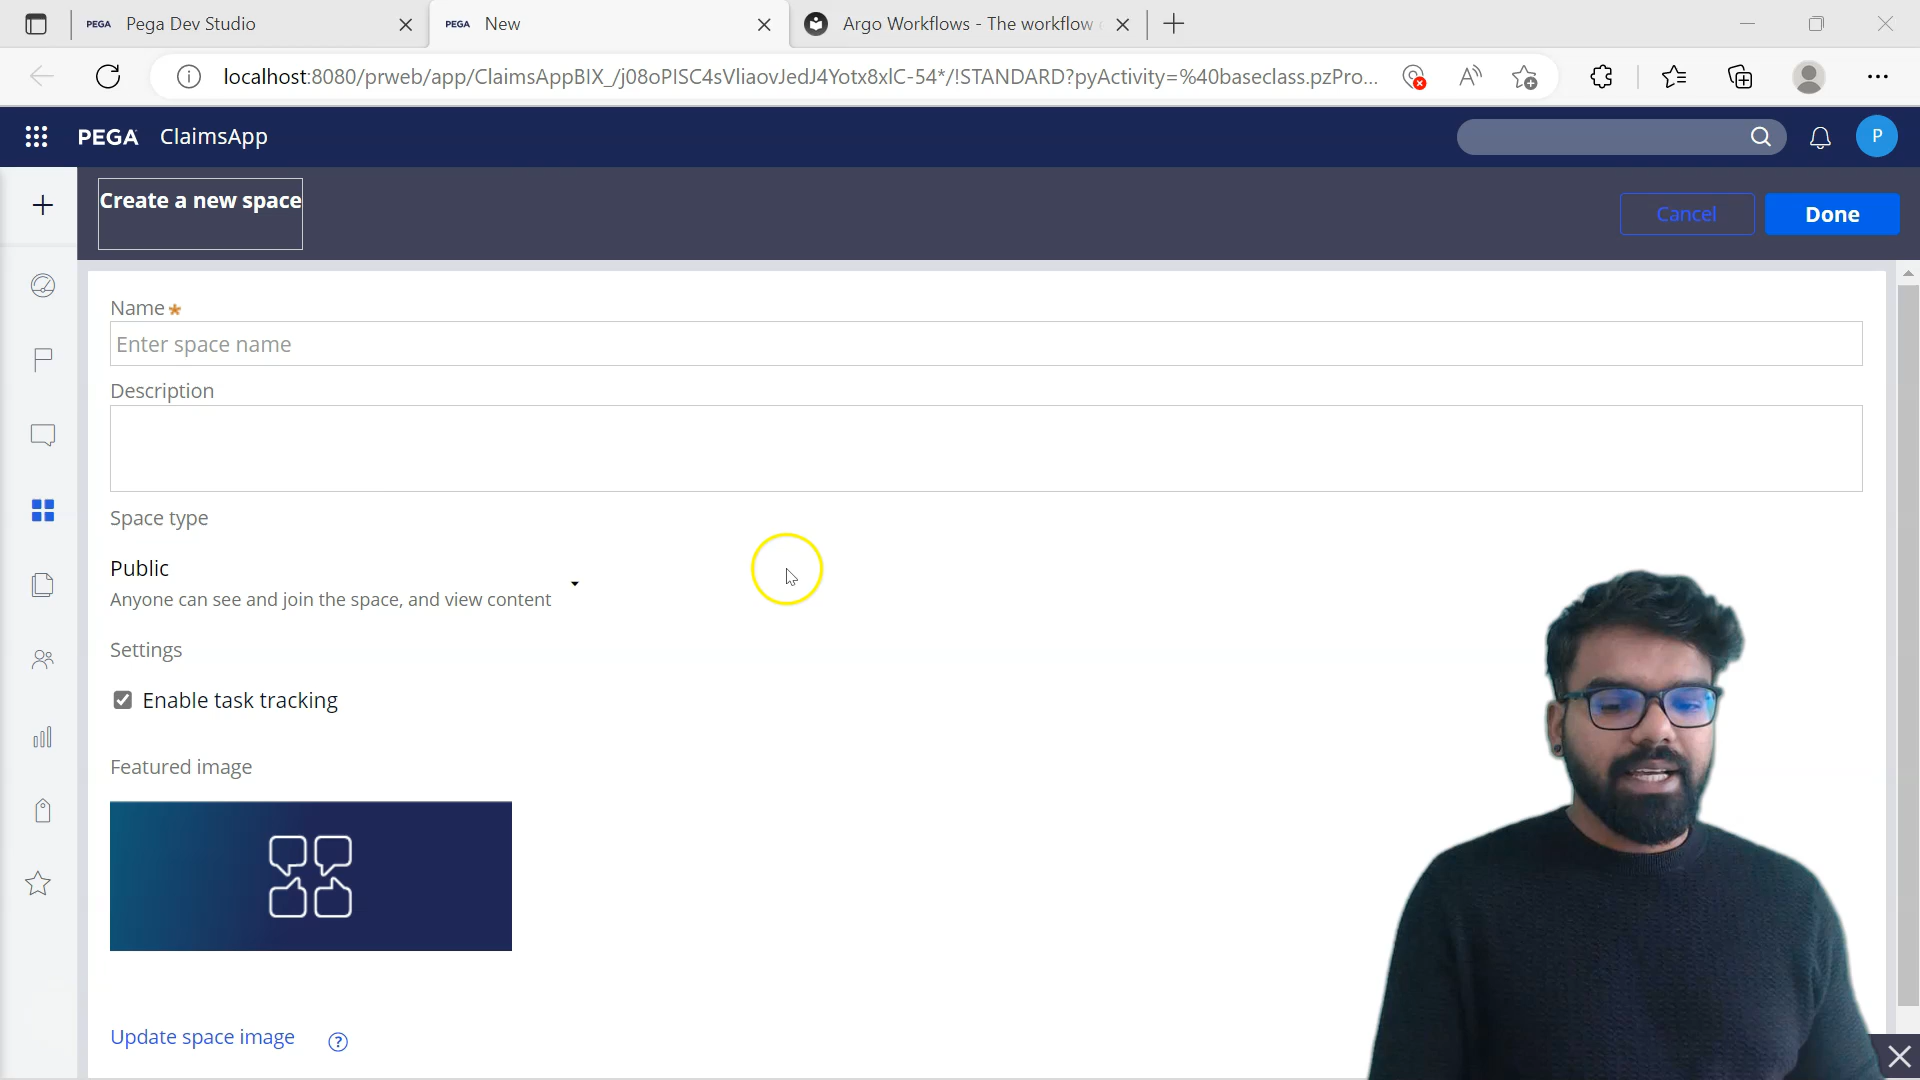 PEGA Pega Dev Studio
PEGA New
Argo Workflows - The workflow
localhost:8080/prweb/app/ClaimsAppBIX_/j08oPISC4sVliaovJedJ4Yotx8xlC-54*/!STANDARD?pyActivity=%40baseclass.pzPro...
PEGA ClaimsApp
P
Create a new space
Cancel
Done
Name *
Enter space name
Description
Space type
Public
Anyone can see and join the space, and view content
Settings
Enable task tracking
Featured image
Update space image ?